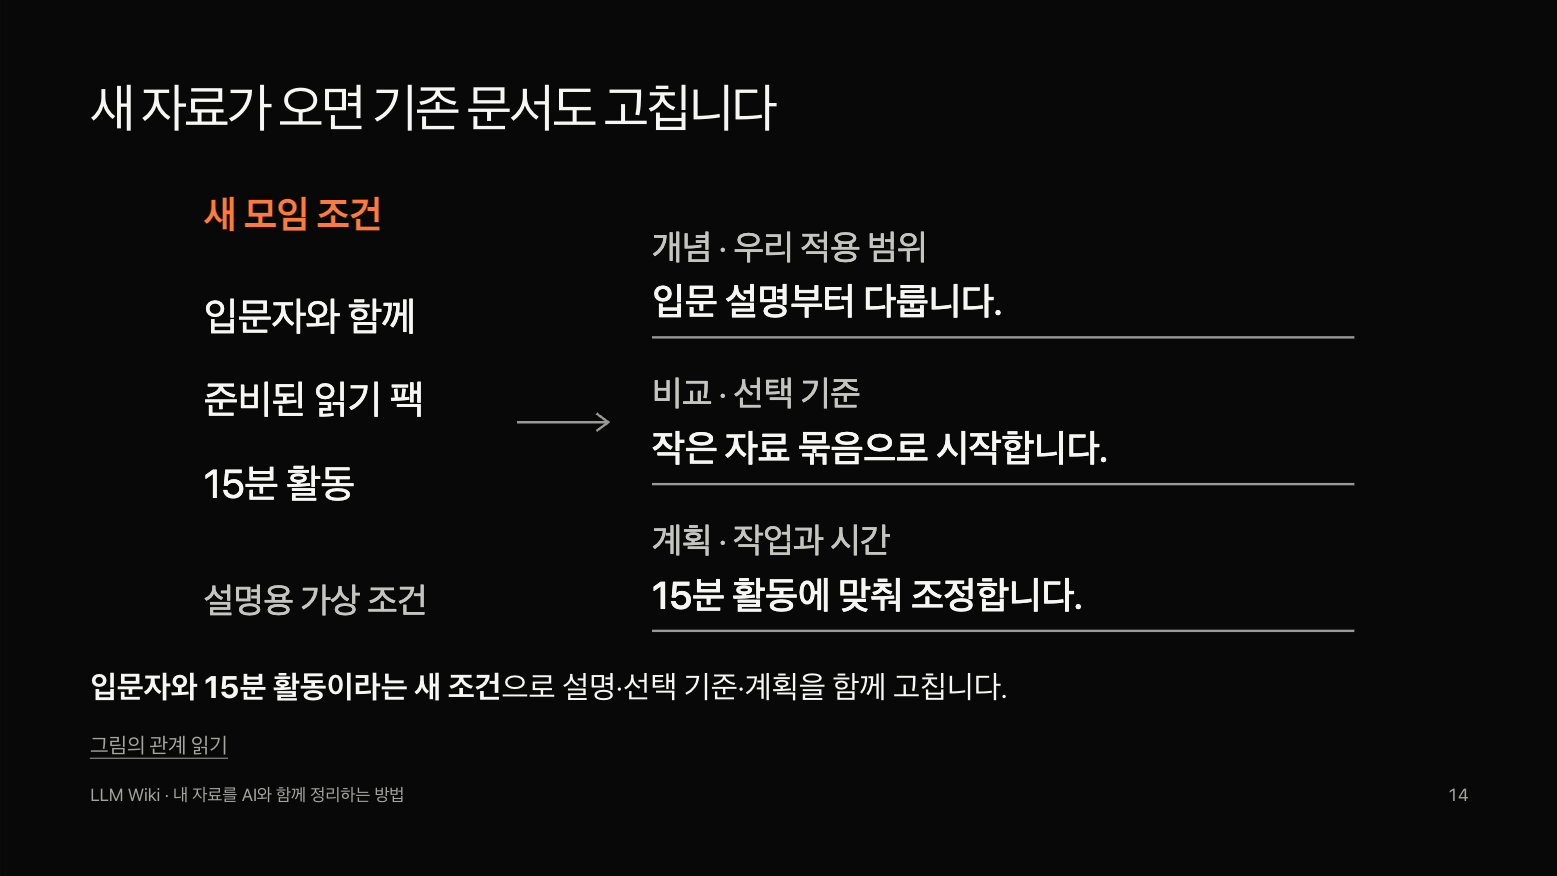 새 자료가 오면 기존 문서도 고칩니다
새 모임 조건
입문자와 함께
준비된 읽기 팩
15분 활동
설명용 가상 조건
개념 · 우리 적용 범위
입문 설명부터 다룹니다.
비교 · 선택 기준
작은 자료 묶음으로 시작합니다.
계획 · 작업과 시간
15분 활동에 맞춰 조정합니다.
입문자와 15분 활동이라는 새 조건으로 설명·선택 기준·계획을 함께 고칩니다.
그림의 관계 읽기
LLM Wiki · 내 자료를 AI와 함께 정리하는 방법
14